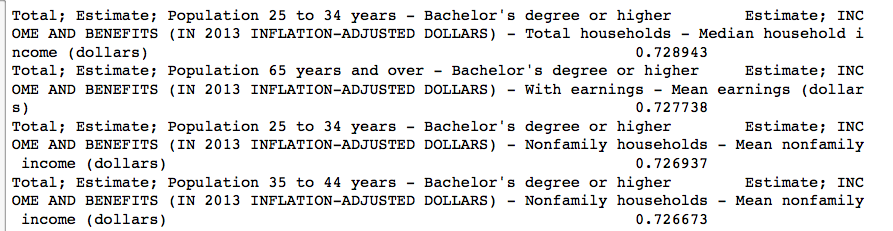 Total; Estimate; Population 25 to 34 years - Bachelor's degree or higher     Estimate; INC
OME AND BENEFITS (IN 2013 INFLATION-ADJUSTED DOLLARS) - Total households - Median household i
ncome (dollars)                                                    0.728943
Total; Estimate; Population 65 years and over - Bachelor's degree or higher     Estimate; INC
OME AND BENEFITS (IN 2013 INFLATION-ADJUSTED DOLLARS) - With earnings - Mean earnings (dollar
s)                                                                 0.727738
Total; Estimate; Population 25 to 34 years - Bachelor's degree or higher     Estimate; INC
OME AND BENEFITS (IN 2013 INFLATION-ADJUSTED DOLLARS) - Nonfamily households - Mean nonfamily
 income (dollars)                                                  0.726937
Total; Estimate; Population 35 to 44 years - Bachelor's degree or higher     Estimate; INC
OME AND BENEFITS (IN 2013 INFLATION-ADJUSTED DOLLARS) - Nonfamily households - Mean nonfamily
 income (dollars)                                                  0.726673